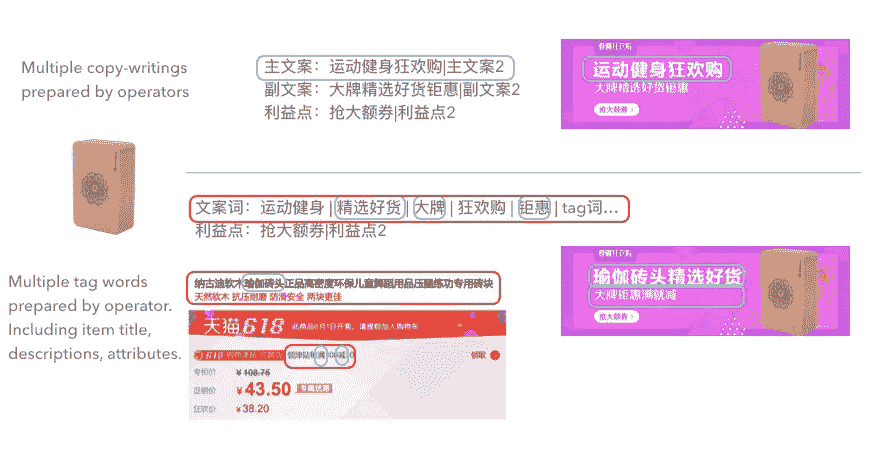 Multiple copy-writings
prepared by operators
主文案：运动健身狂欢购|主文案2
副文案：大牌精选好货钜惠|副文案2
利益点：抢大额券|利益点2
运动健身狂欢购
大牌精选好货钜惠
抢大额券 >
文案词：运动健身 | 精选好货 | 大牌 | 狂欢购 | 钜惠 | tag词...
利益点：抢大额券|利益点2
Multiple tag words
prepared by operator.
Including item title,
descriptions, attributes.
纳古迪软木瑜伽砖头正品高密度环保儿童舞蹈用品压腿练功专用砖块
天然软木 抗压耐磨 防滑安全 两块更佳
天猫618
领取
专柜价 ¥ 108.75
促销价 ¥ 43.50
狂欢价 ¥ 38.20
瑜伽砖头精选好货
大牌钜惠满就减
抢大额券 >